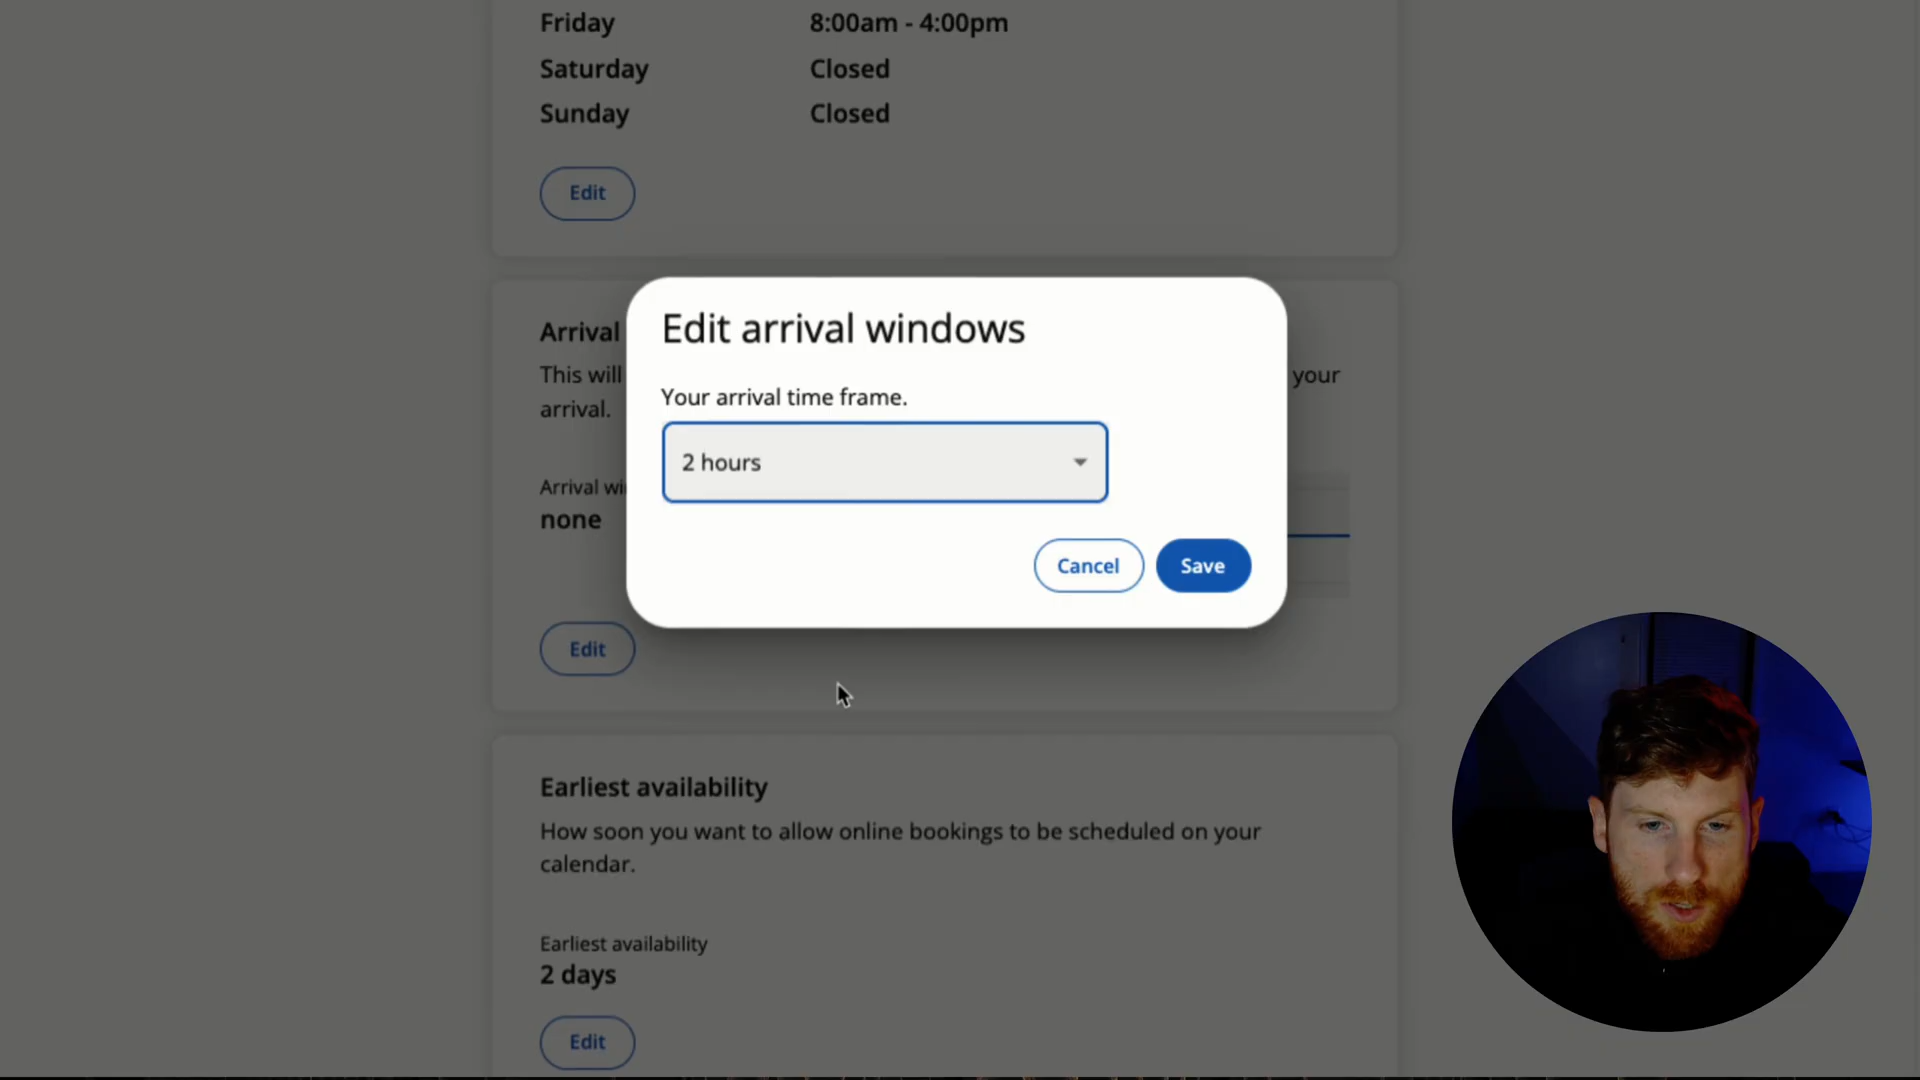 Friday 8:00am - 4:00pm
Saturday Closed
Sunday Closed
Edit
Edit arrival windows
Your arrival time frame.
2 hours
Cancel Save
Arrival
This will your
arrival.
Arrival wi
none
Edit
Earliest availability
How soon you want to allow online bookings to be scheduled on your
calendar.
Earliest availability
2 days
Edit